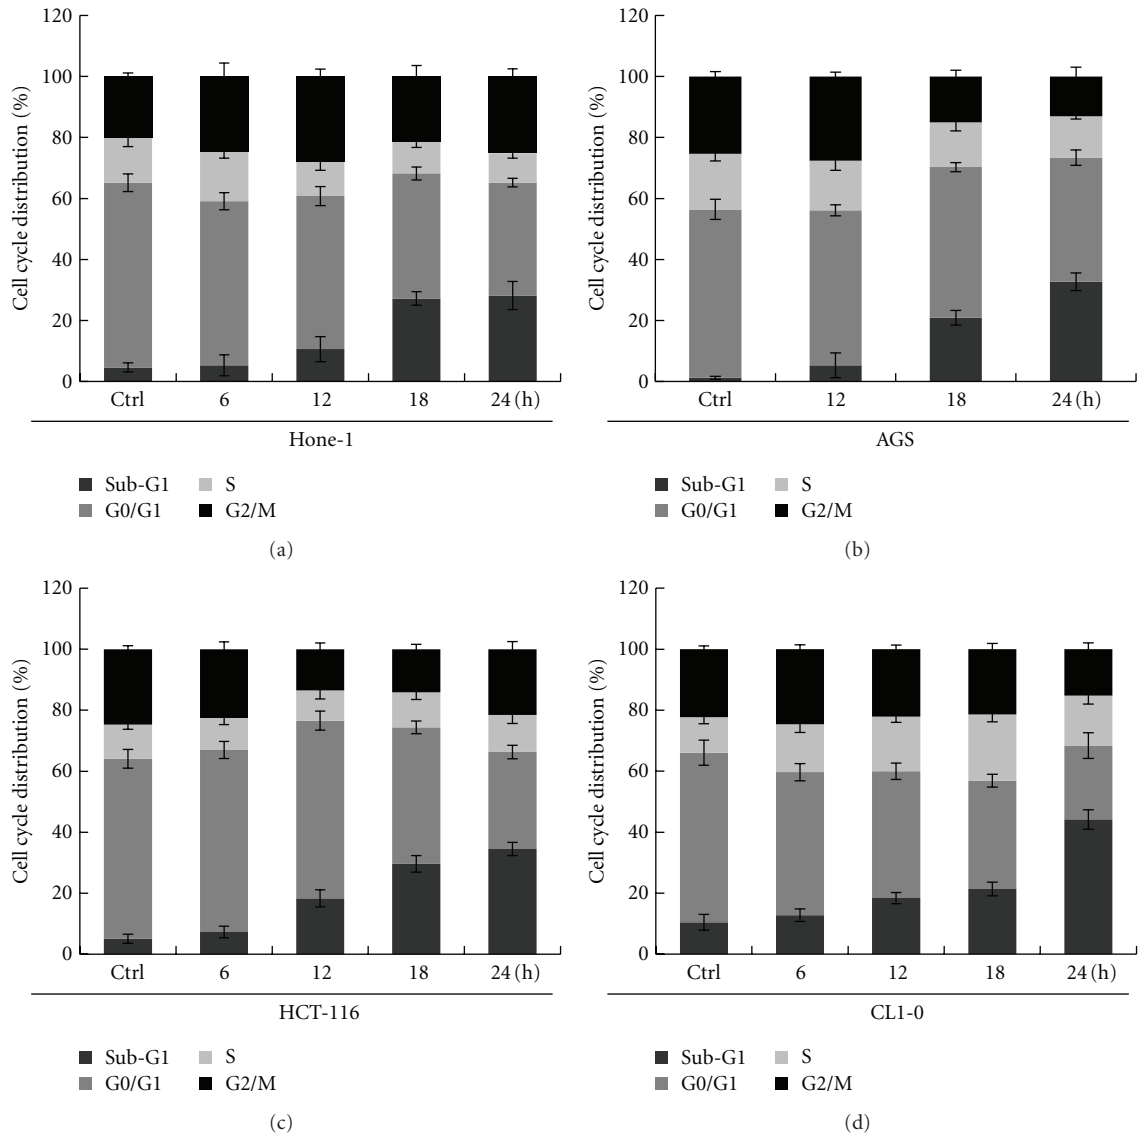 120
100
80
60
40
20
0
Cell cycle distribution (%)
Ctrl 6 12 18 24 (h)
Hone-1
Sub-G1 S
G0/G1 G2/M
(a)
120
100
80
60
40
20
0
Cell cycle distribution (%)
Ctrl 12 18 24 (h)
AGS
Sub-G1 S
G0/G1 G2/M
(b)
120
100
80
60
40
20
0
Cell cycle distribution (%)
Ctrl 6 12 18 24 (h)
HCT-116
Sub-G1 S
G0/G1 G2/M
(c)
120
100
80
60
40
20
0
Cell cycle distribution (%)
Ctrl 6 12 18 24 (h)
CL1-0
Sub-G1 S
G0/G1 G2/M
(d)